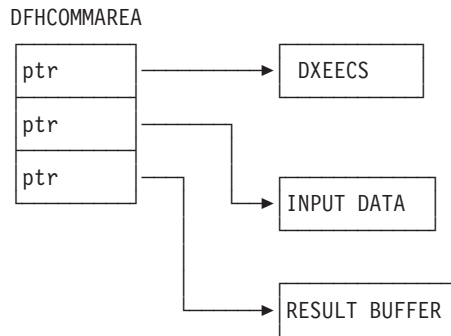 DFHCOMMAREA
ptr
DXEECS
ptr
ptr
INPUT DATA
RESULT BUFFER